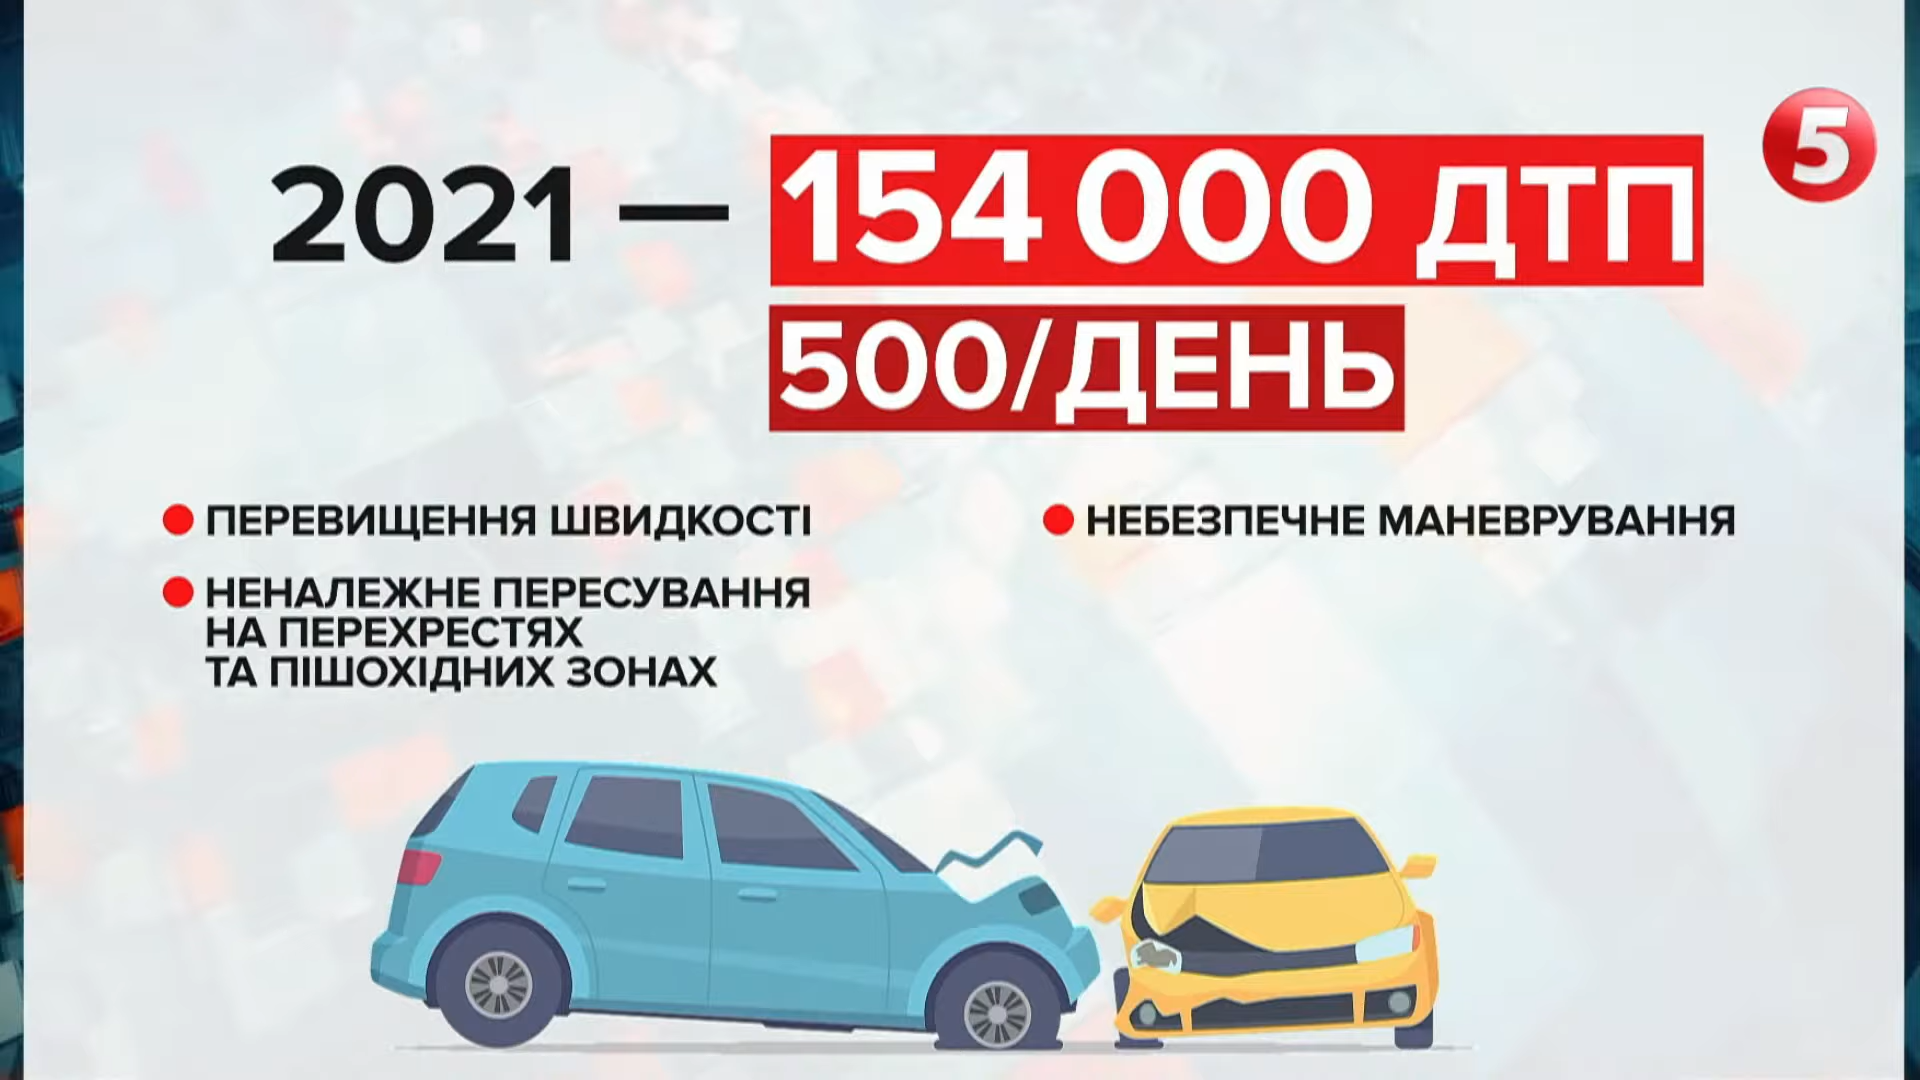 2021 — 154 000 ДТП
5
500/ДЕНЬ
ПЕРЕВИЩЕННЯ ШВИДКОСТІ
НЕНАЛЕЖНЕ ПЕРЕСУВАННЯ
НА ПЕРЕХРЕСТЯХ
ТА ПІШОХІДНИХ ЗОНАХ
НЕБЕЗПЕЧНЕ МАНЕВРУВАННЯ